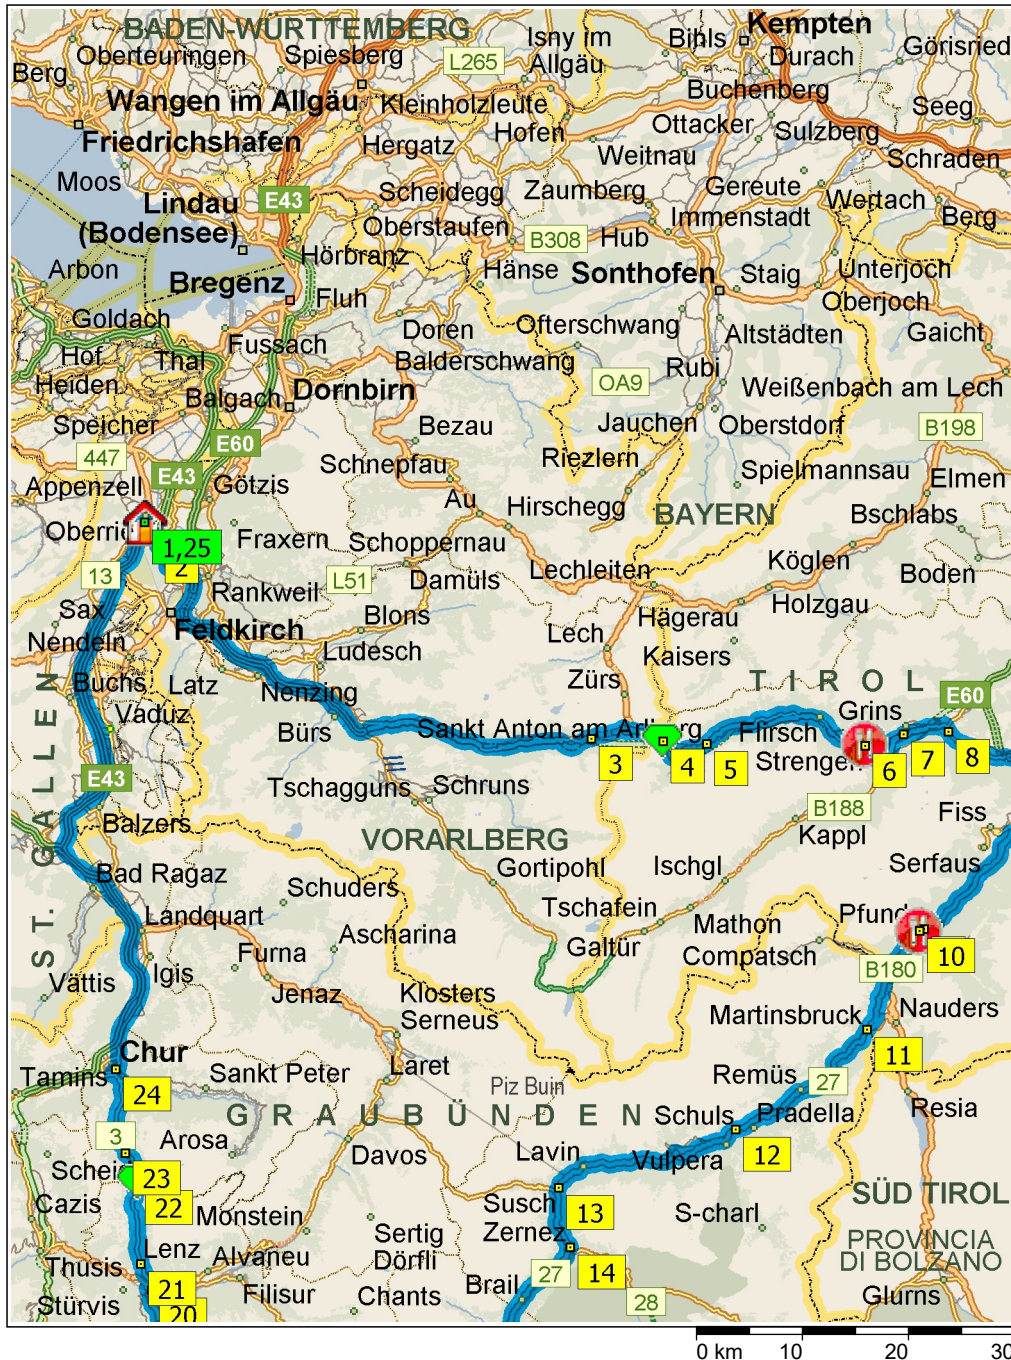 BADEN-WÜRTTEMBERG
Kempten
Oberteuringen
Spiesberg
Isny im
Allgäu
Bihls
Durach
Görisried
Berg
L265
Wangen im Allgäu
Kleinholzleute
Buchenberg
Seeg
Friedrichshafen
Hofen
Ottacker
Sulzberg
Hergatz
Weitnau
Schraden
Moos
E43
Scheidegg
Zaumberg
Gereute
Wertach
Lindau
(Bodensee)
Oberstaufen
Immenstadt
Berg
B308
Hub
Hörbranz
Arbon
Hänse
Sonthofen
Staig
Unterjoch
Bregenz
Fluh
Oberjoch
Goldach
Doren
Ofterschwang
Altstädten
Gaicht
Fussach
Hof
Thal
Balderschwang
Rubi
Heiden
Dornbirn
OA9
Weißenbach am Lech
Balgach
Speicher
Bezau
Jauchen
Oberstdorf
B198
E60
447
Schnepfau
Riezlern
Spielmannsau
Elmen
E43
Appenzell
Götzis
Au
Hirschegg
BAYERN
Bschlabs
Oberrie
1,25
Fraxern
Schoppernau
Köglen
2
13
L51
Damüls
Lechleiten
Boden
Rankweil
Sax
Blons
Holzgau
Feldkirch
Hägerau
Nendeln
Ludesch
Lech
Kaisers
Buchs
Latz
Nenzing
Zürs
TIROL
E60
Vaduz
Grins
Bürs
Sankt Anton am Arlberg
Flirsch
Strengen
3
4
5
6
7
8
E43
Tschagguns
Schruns
B188
Fiss
ST. GALLEN
Balzers
Kappl
VORARLBERG
Serfaus
Bad Ragaz
Gortipohl
Ischgl
Schuders
Landquart
Tschafein
Mathon
Pfund
Ascharina
Furna
Galtür
Compatsch
10
Igis
B180
Vättis
Jenaz
Klosters
Serneus
Martinsbruck
Nauders
Chur
11
Laret
Tamins
Sankt Peter
Piz Buin
Remüs
27
24
GRAUBÜNDEN
Schuls
Pradella
Resia
3
Arosa
Davos
Lavin
Vulpera
12
Scheid
23
Cazis
22
Monstein
Susch
13
S-charl
SÜD TIROL
Sertig
Dörfli
Zernez
PROVINCIA
DI BOLZANO
Lenz
Alvaneu
Thusis
27
14
21
Brail
Glurns
Stürvis
20
Filisur
Chants
28
0 km
10
20
30